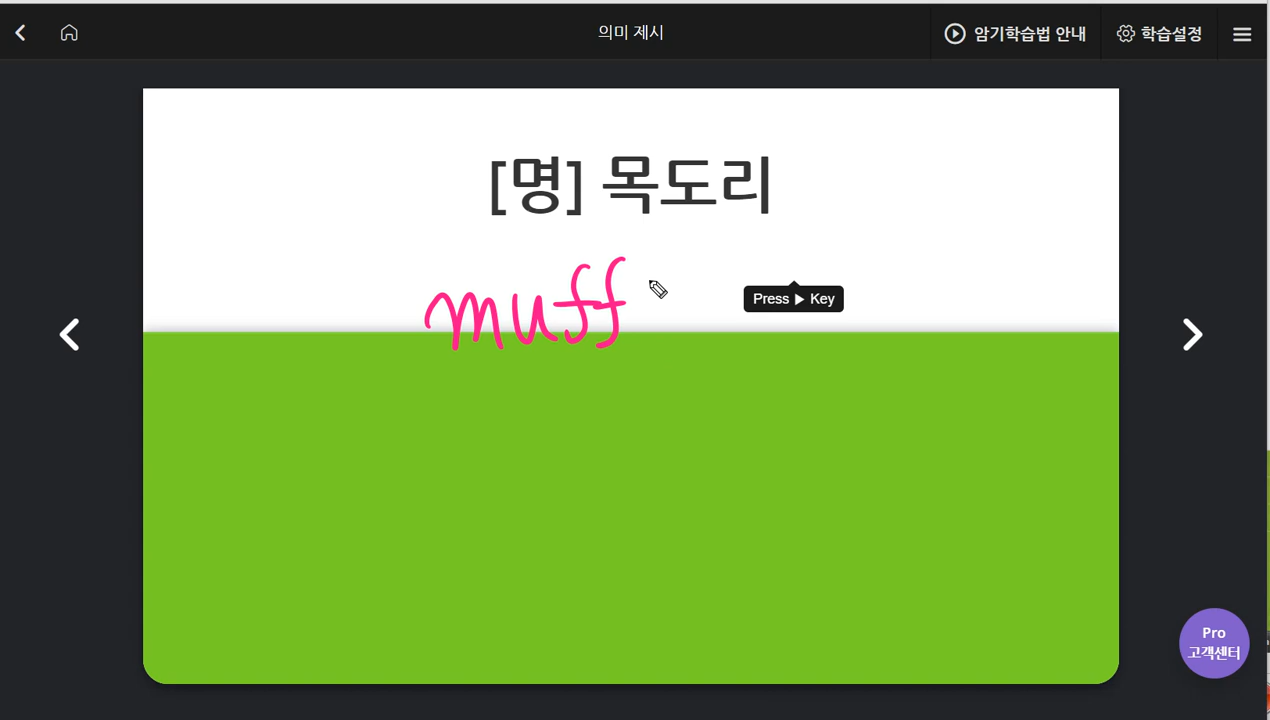 의미 제시
암기학습법 안내
학습설정
[명] 목도리
muff
Press ▶ Key
Pro
고객센터